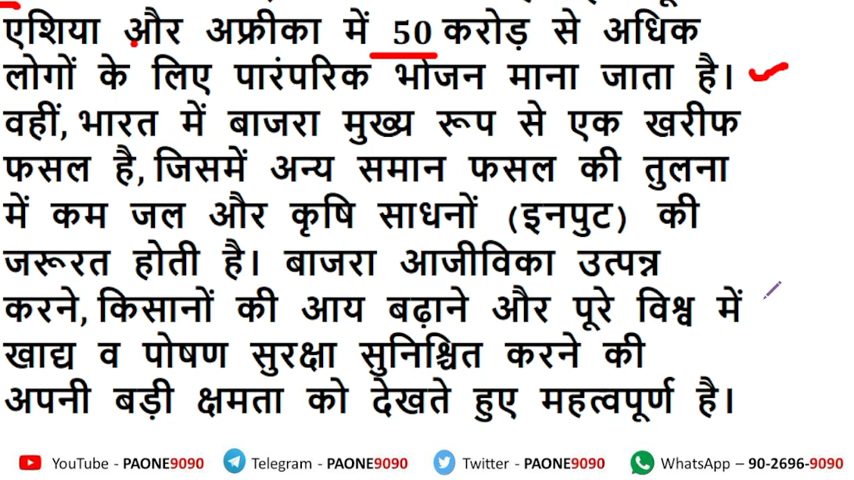 एशिया और अफ्रीका में 50 करोड़ से अधिक
लोगों के लिए पारंपरिक भोजन माना जाता है।
वहीं, भारत में बाजरा मुख्य रूप से एक खरीफ
फसल है, जिसमें अन्य समान फसल की तुलना
में कम जल और कृषि साधनों (इनपुट) की
जरूरत होती है। बाजरा आजीविका उत्पन्न
करने, किसानों की आय बढ़ाने और पूरे विश्व में
खाद्य व पोषण सुरक्षा सुनिश्चित करने की
अपनी बड़ी क्षमता को देखते हुए महत्वपूर्ण है।
YouTube - PAONE9090 Telegram - PAONE9090 Twitter - PAONE9090 WhatsApp – 90-2696-9090